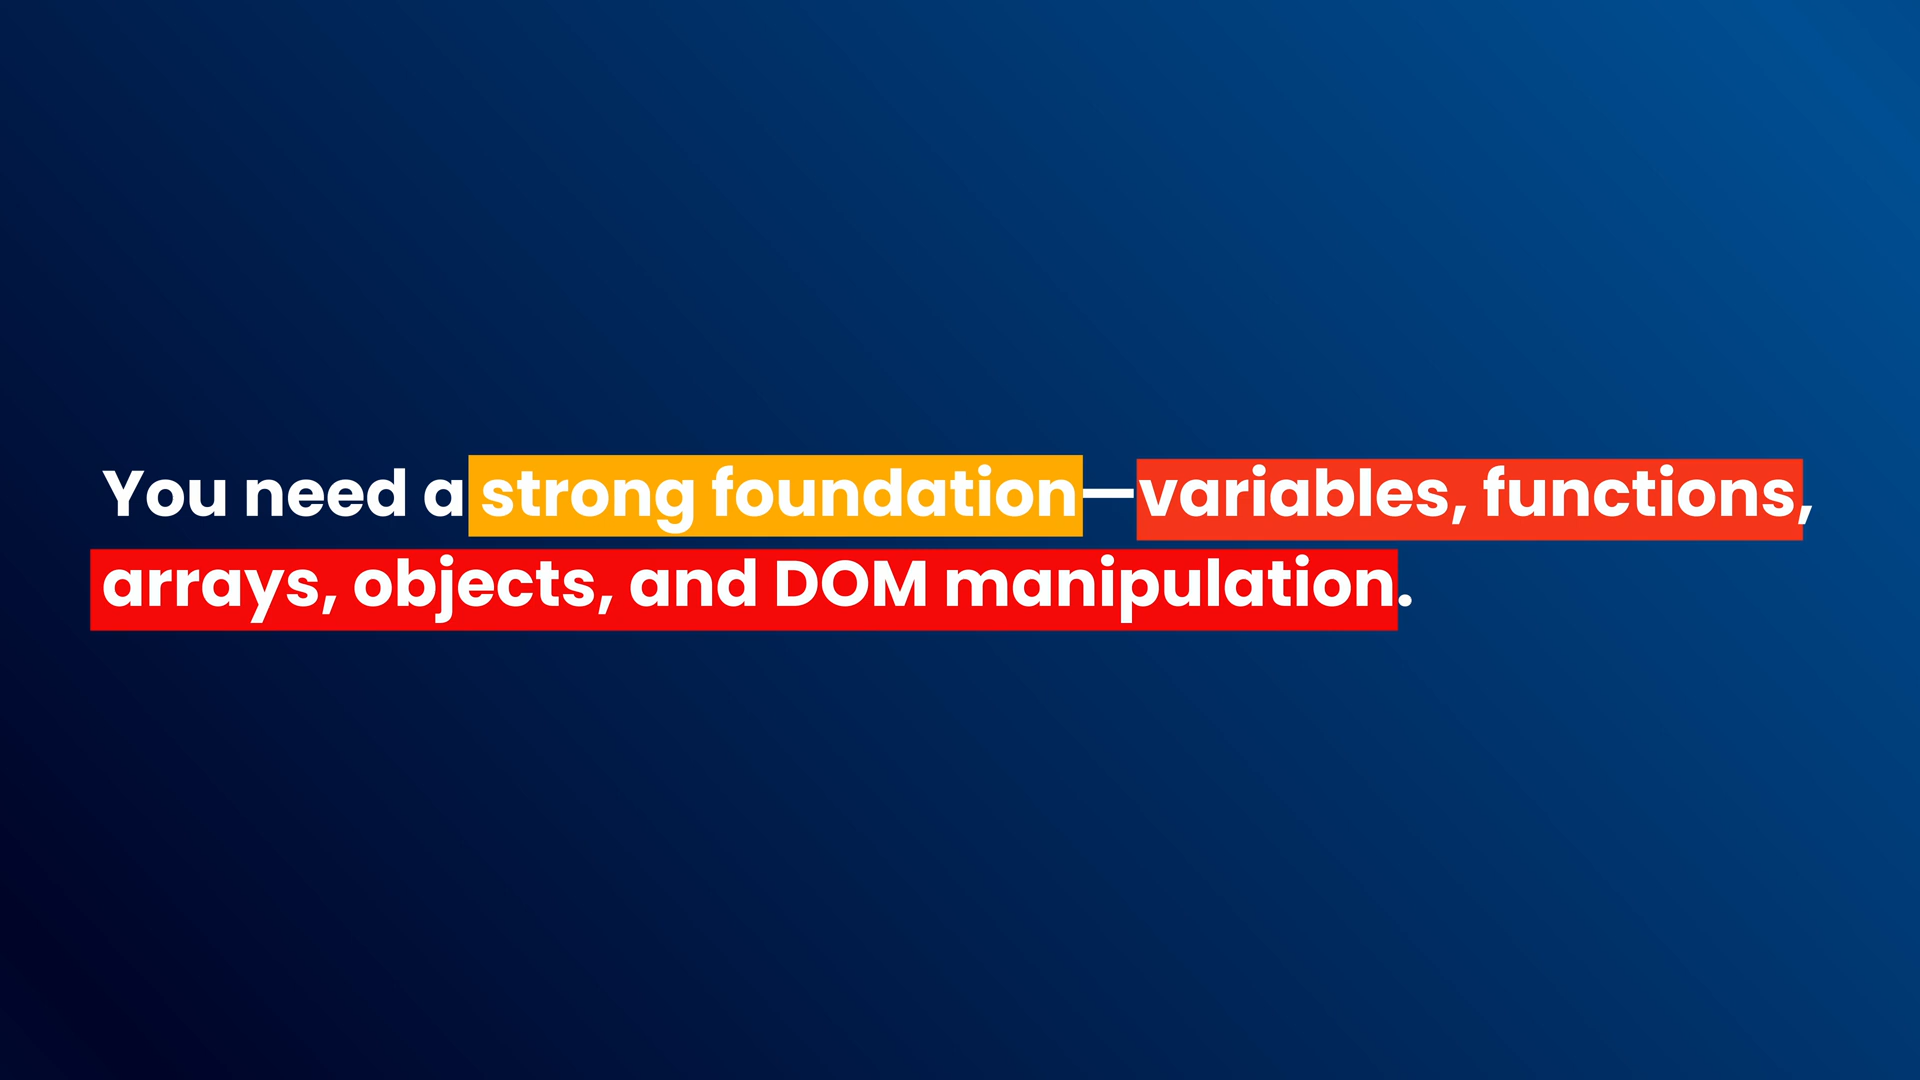 You need a strong foundation—variables, functions,
arrays, objects, and DOM manipulation.